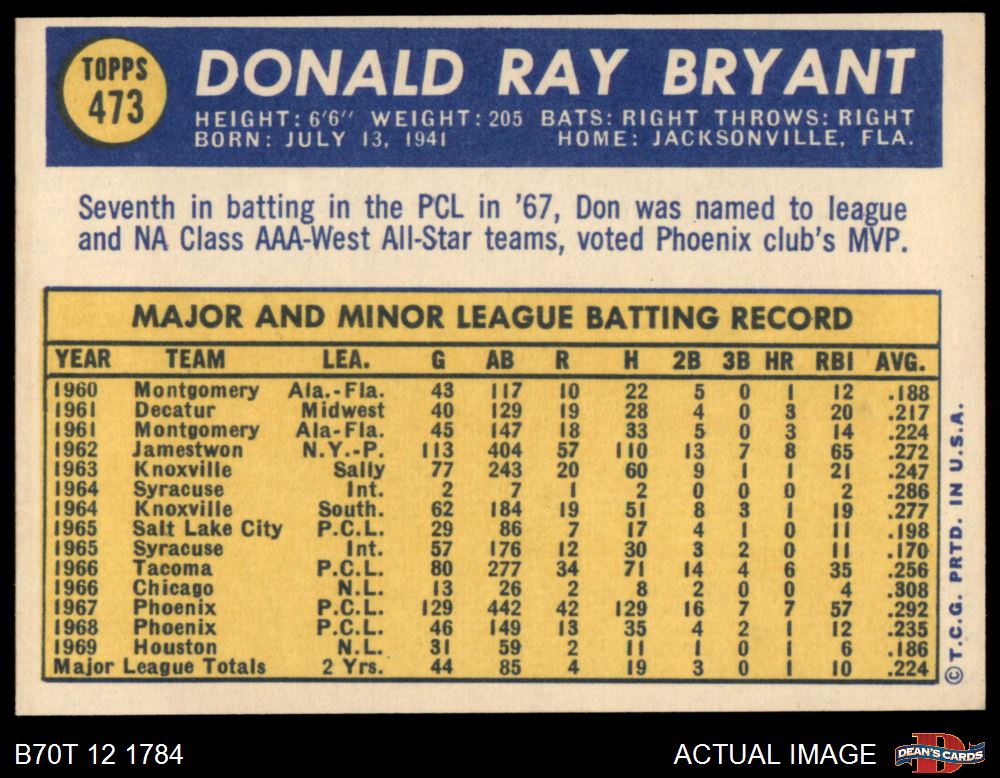 TOPPS
473
DONALD RAY BRYANT
HEIGHT: 6'6" WEIGHT: 205 BATS: RIGHT THROWS: RIGHT
BORN: JULY 13, 1941 HOME: JACKSONVILLE, FLA.
Seventh in batting in the PCL in '67, Don was named to league
and NA Class AAA-West All-Star teams, voted Phoenix club's MVP.
MAJOR AND MINOR LEAGUE BATTING RECORD
YEAR TEAM LEA. G AB R H 2B 3B HR RBI AVG.
1960 Montgomery Ala.-Fla. 43 117 10 22 5 0 1 12 .188
1961 Decatur Midwest 40 129 19 28 4 0 3 20 .217
1961 Montgomery Ala-Fla. 45 147 18 33 5 0 3 14 .224
1962 Jamestwon N.Y.-P. 113 404 57 110 13 7 8 65 .272
1963 Knoxville Sally 77 243 20 60 9 1 1 21 .247
1964 Syracuse Int. 2 7 1 2 0 0 0 2 .286
1964 Knoxville South. 62 184 19 51 8 3 1 19 .277
1965 Salt Lake City P.C.L. 29 86 7 17 4 1 0 11 .198
1965 Syracuse Int. 57 176 12 30 3 2 0 11 .170
1966 Tacoma P.C.L. 80 277 34 71 14 4 6 35 .256
1966 Chicago N.L. 13 26 2 8 2 0 0 4 .308
1967 Phoenix P.C.L. 129 442 42 129 16 7 7 57 .292
1968 Phoenix P.C.L. 46 149 13 35 4 2 1 12 .235
1969 Houston N.L. 31 59 2 11 1 0 1 6 .186
Major League Totals 2 Yrs. 44 85 4 19 3 0 1 10 .224
© T.C.G. PRTD. IN U.S.A.
B70T 12 1784
ACTUAL IMAGE
DEAN'S CARDS